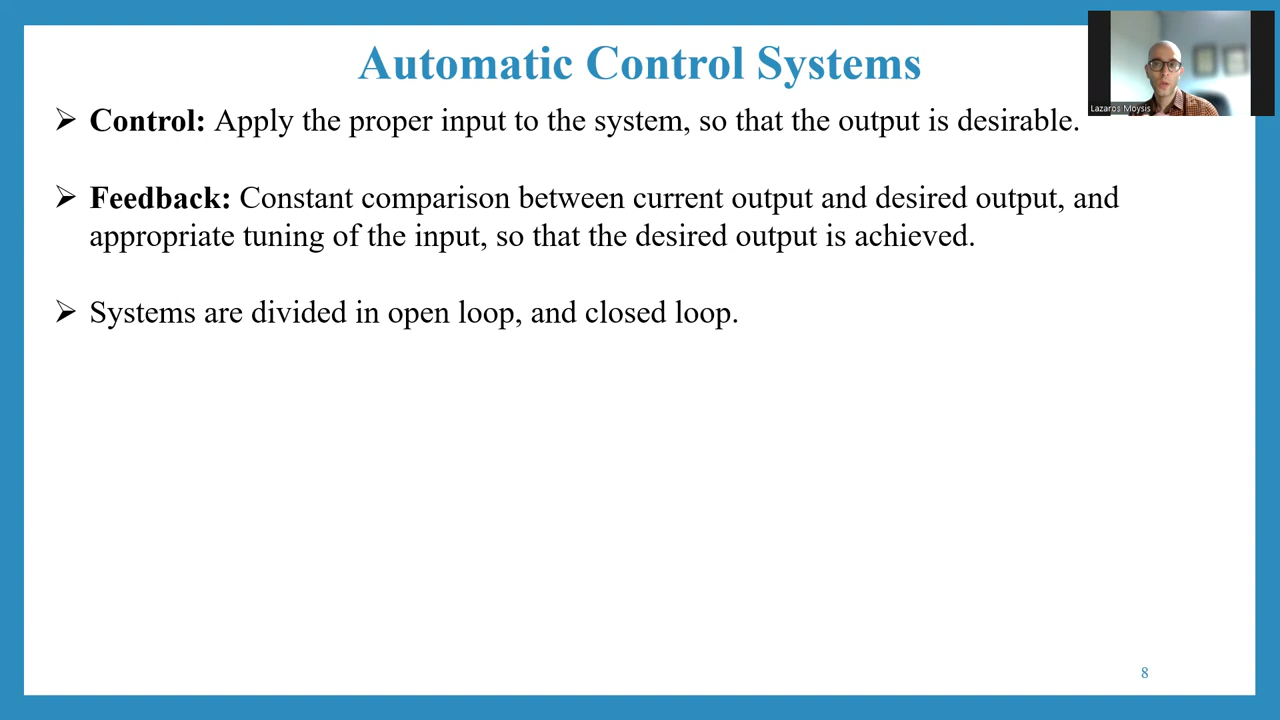 Automatic Control Systems
Lazaros Moysis
➢ Control: Apply the proper input to the system, so that the output is desirable.
➢ Feedback: Constant comparison between current output and desired output, and
appropriate tuning of the input, so that the desired output is achieved.
➢ Systems are divided in open loop, and closed loop.
8